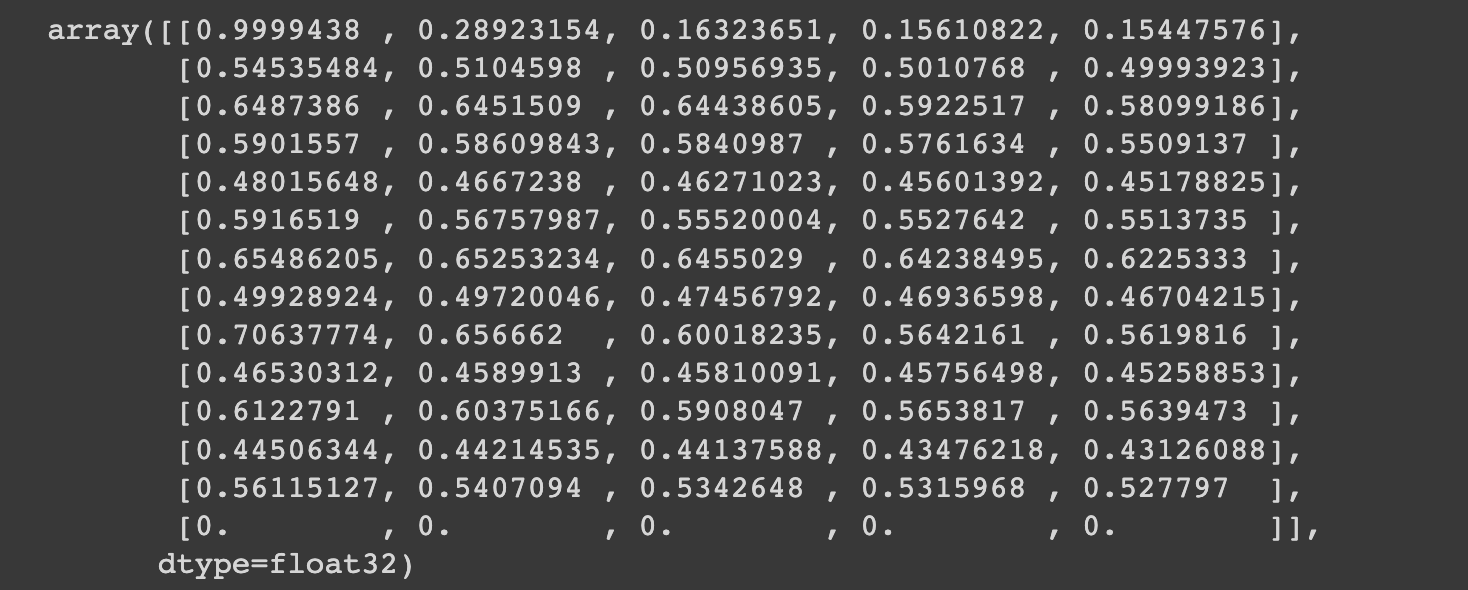 array([[0.9999438 , 0.28923154, 0.16323651, 0.15610822, 0.15447576],
       [0.54535484, 0.5104598 , 0.50956935, 0.5010768 , 0.49993923],
       [0.6487386 , 0.6451509 , 0.64438605, 0.5922517 , 0.58099186],
       [0.5901557 , 0.58609843, 0.5840987 , 0.5761634 , 0.5509137 ],
       [0.48015648, 0.4667238 , 0.46271023, 0.45601392, 0.45178825],
       [0.5916519 , 0.56757987, 0.55520004, 0.5527642 , 0.5513735 ],
       [0.65486205, 0.65253234, 0.6455029 , 0.64238495, 0.6225333 ],
       [0.49928924, 0.49720046, 0.47456792, 0.46936598, 0.46704215],
       [0.70637774, 0.656662  , 0.60018235, 0.5642161 , 0.5619816 ],
       [0.46530312, 0.4589913 , 0.45810091, 0.45756498, 0.45258853],
       [0.6122791 , 0.60375166, 0.5908047 , 0.5653817 , 0.5639473 ],
       [0.44506344, 0.44214535, 0.44137588, 0.43476218, 0.43126088],
       [0.56115127, 0.5407094 , 0.5342648 , 0.5315968 , 0.527797  ],
       [0.        , 0.        , 0.        , 0.        , 0.        ]],
      dtype=float32)